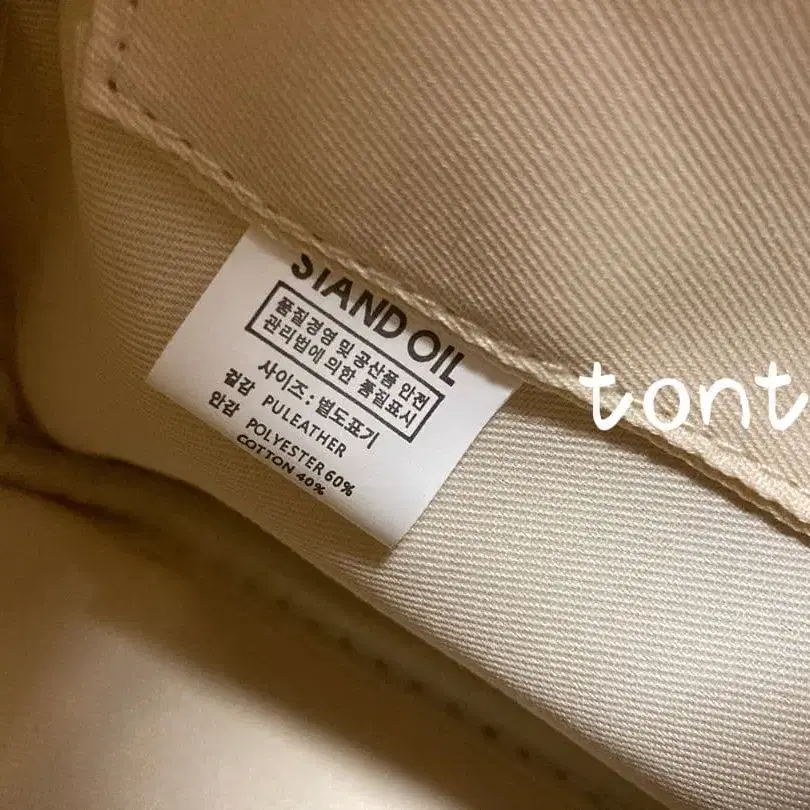 STAND OIL
품질경영 및 공산품 안전
관리법에 의한 품질표시
사이즈 : 별도표기
겉감 PU LEATHER
안감 POLYESTER 60%
COTTON 40%
tont